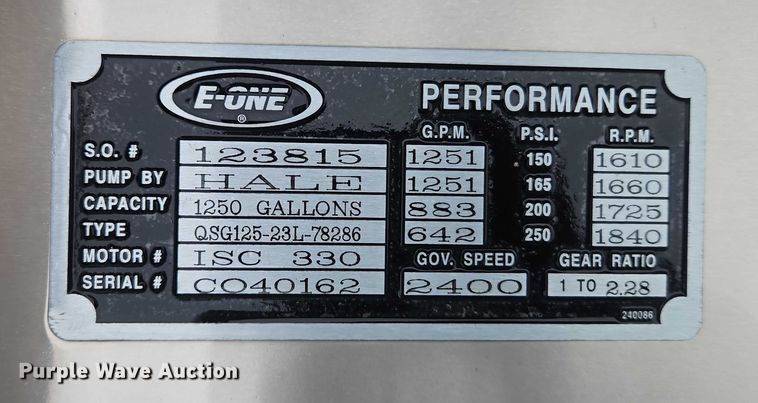 E-ONE ®
PERFORMANCE
G.P.M. P.S.I. R.P.M.
S.O. # 123815 1251 150 1610
PUMP BY HALE 1251 165 1660
CAPACITY 1250 GALLONS 883 200 1725
TYPE QSG125-23L-78286 642 250 1840
MOTOR # ISC 330 GOV. SPEED GEAR RATIO
SERIAL # CO40162 2400 1 TO 2.28
240086
Purple Wave Auction